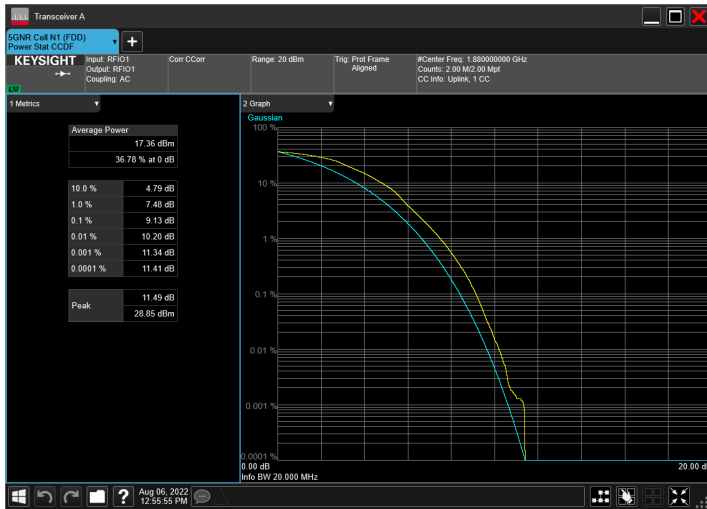 Transceiver A
5GNR Cell N1 (FDD)
Power Stat CCDF
KEYSIGHT
LXI
Input: RFIO1
Output: RFIO1
Coupling: AC
Corr CCorr
Range: 20 dBm
Trig: Prot Frame
Aligned
#Center Freq: 1.880000000 GHz
Counts: 2.00 M/2.00 Mpt
CC Info: Uplink, 1 CC
1 Metrics
Average Power
17.36 dBm
36.78 % at 0 dB
10.0 % 4.79 dB
1.0 % 7.48 dB
0.1 % 9.13 dB
0.01 % 10.20 dB
0.001 % 11.34 dB
0.0001 % 11.41 dB
Peak 11.49 dB
28.85 dBm
2 Graph
Gaussian
100 %
10 %
1 %
0.1 %
0.01 %
0.001 %
0.0001 %
0.00 dB
20.00 d
Info BW 20.000 MHz
?
Aug 06, 2022
12:55:55 PM